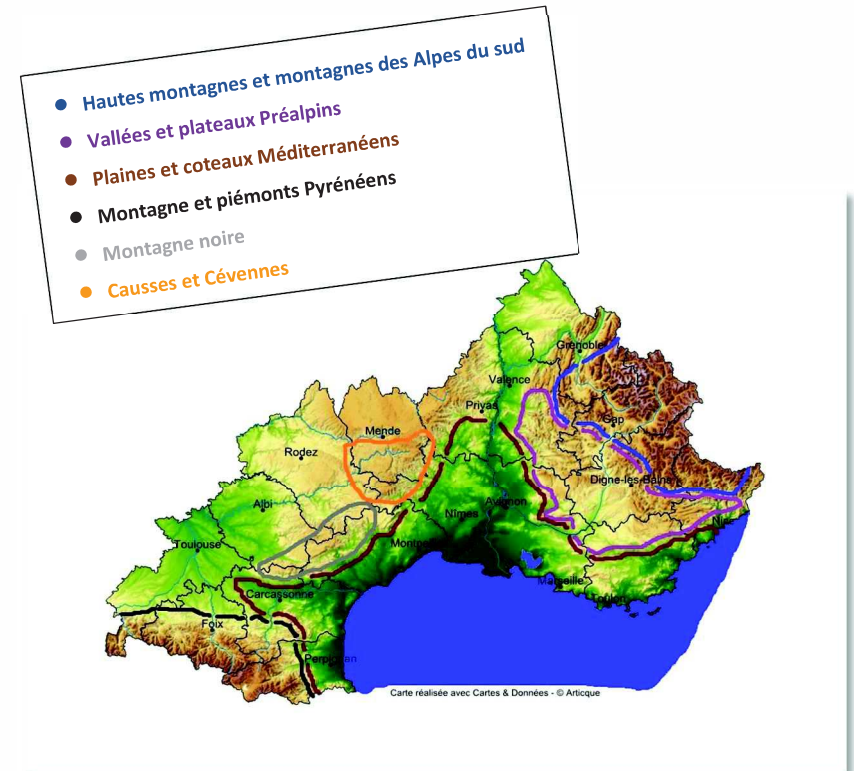 Hautes montagnes et montagnes des Alpes du sud
Vallées et plateaux Préalpins
Plaines et coteaux Méditerranéens
Montagne et piémonts Pyrénéens
Montagne noire
Causses et Cévennes
Grenoble
Valence
Privas
Gap
Mende
Rodez
Digne-les-Bains
Albi
Avignon
Nîmes
Nice
Toulouse
Carcassonne
Marseille
Toulon
Foix
Perpignan
Carte réalisée avec Cartes & Données - © Articque